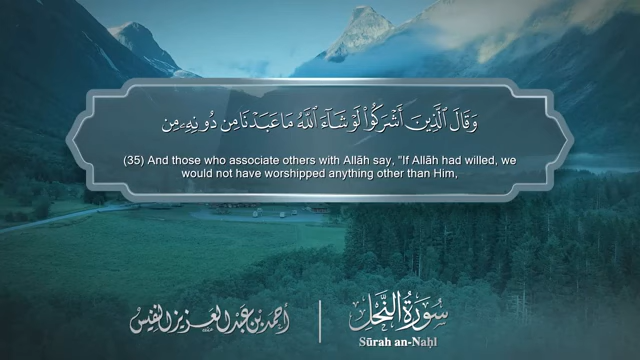 وَقَالَ ٱلَّذِينَ أَشْرَكُوا۟ لَوْ شَآءَ ٱللَّهُ مَا عَبَدْنَا مِن دُونِهِۦ مِن
(35) And those who associate others with Allāh say, "If Allāh had willed, we
would not have worshipped anything other than Him,
أحمد بن عبد العزيز النفيس
سورة النحل
Sūrah an-Naḥl